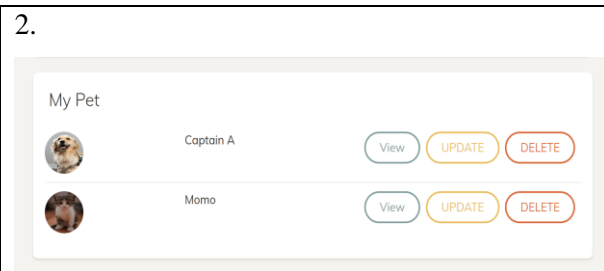 2.
My Pet
Captain A View UPDATE DELETE
Momo View UPDATE DELETE